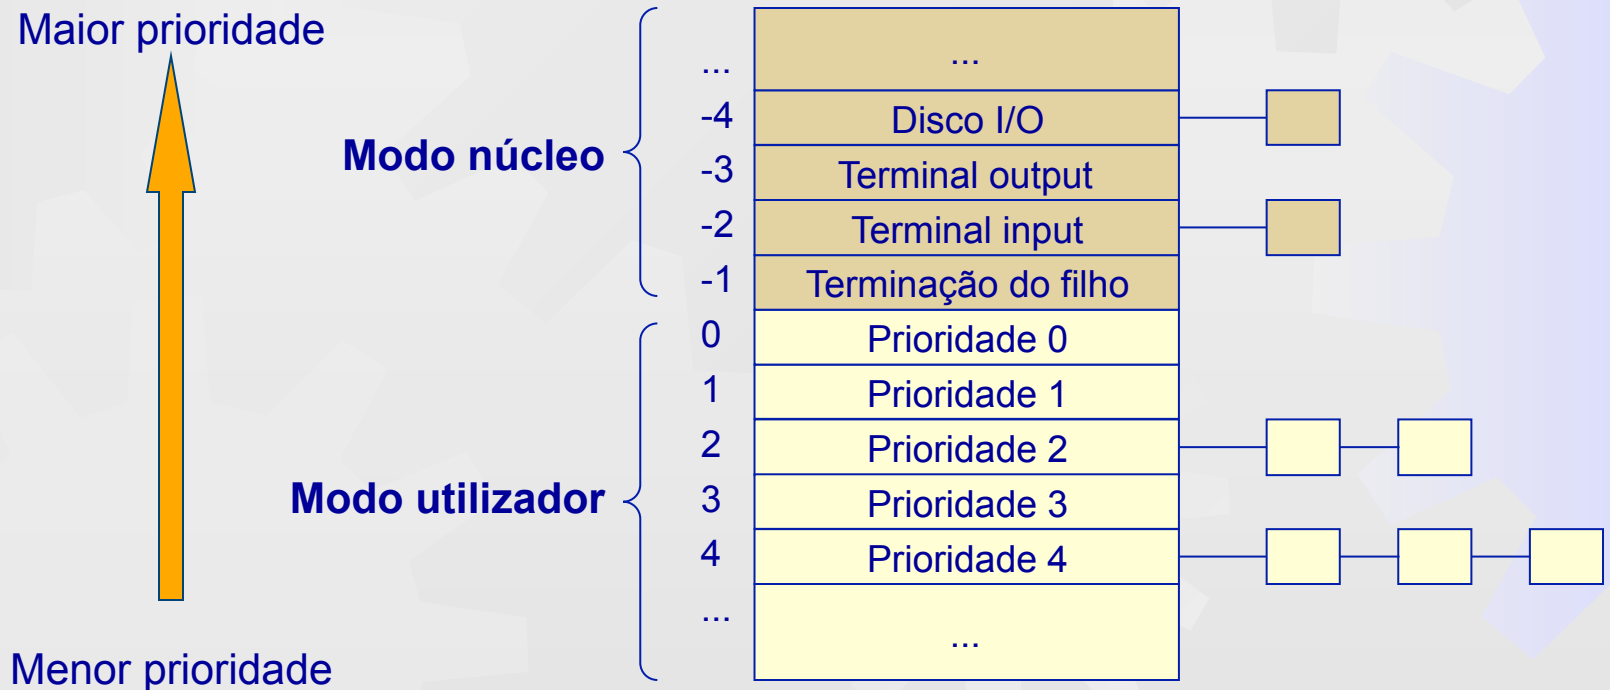 Maior prioridade
Modo núcleo
Modo utilizador
Menor prioridade
... ...
-4 Disco I/O
-3 Terminal output
-2 Terminal input
-1 Terminação do filho
0 Prioridade 0
1 Prioridade 1
2 Prioridade 2
3 Prioridade 3
4 Prioridade 4
... ...